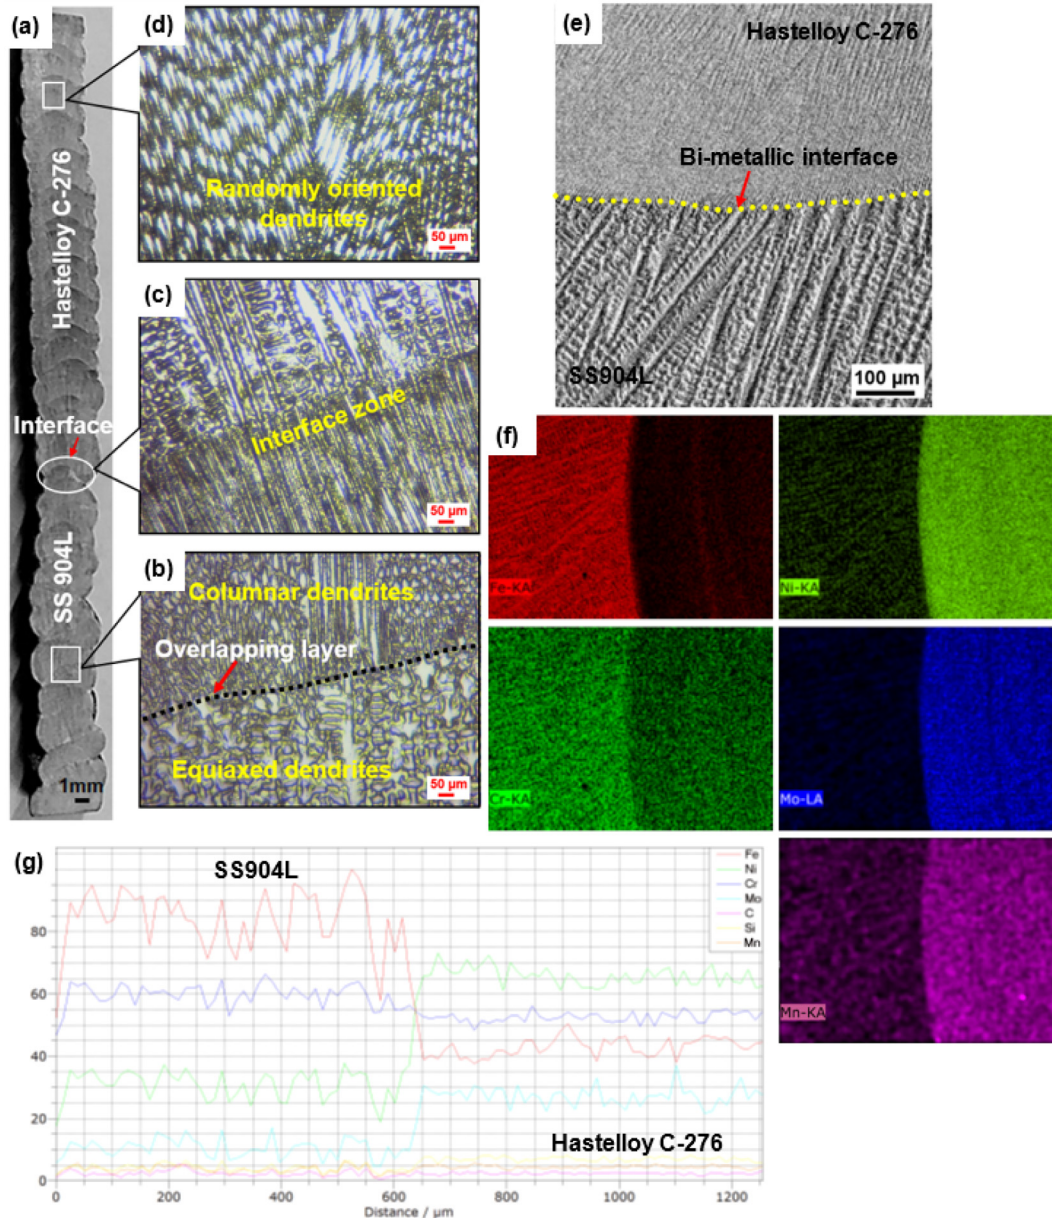 (a)
Hastelloy C-276
Interface
SS 904L
1mm
(d)
Randomly oriented
dendrites
50 µm
(c)
Interface zone
50 µm
(b)
Columnar dendrites
Overlapping layer
Equiaxed dendrites
50 µm
(e)
Hastelloy C-276
Bi-metallic interface
SS904L
100 µm
(f)
Fe-KA
Ni-KA
Cr-KA
Mo-LA
Mn-KA
(g)
SS904L
Fe
Ni
Cr
Mo
C
Si
Mn
80
60
40
20
0
Hastelloy C-276
0 200 400 600 800 1000 1200
Distance / µm